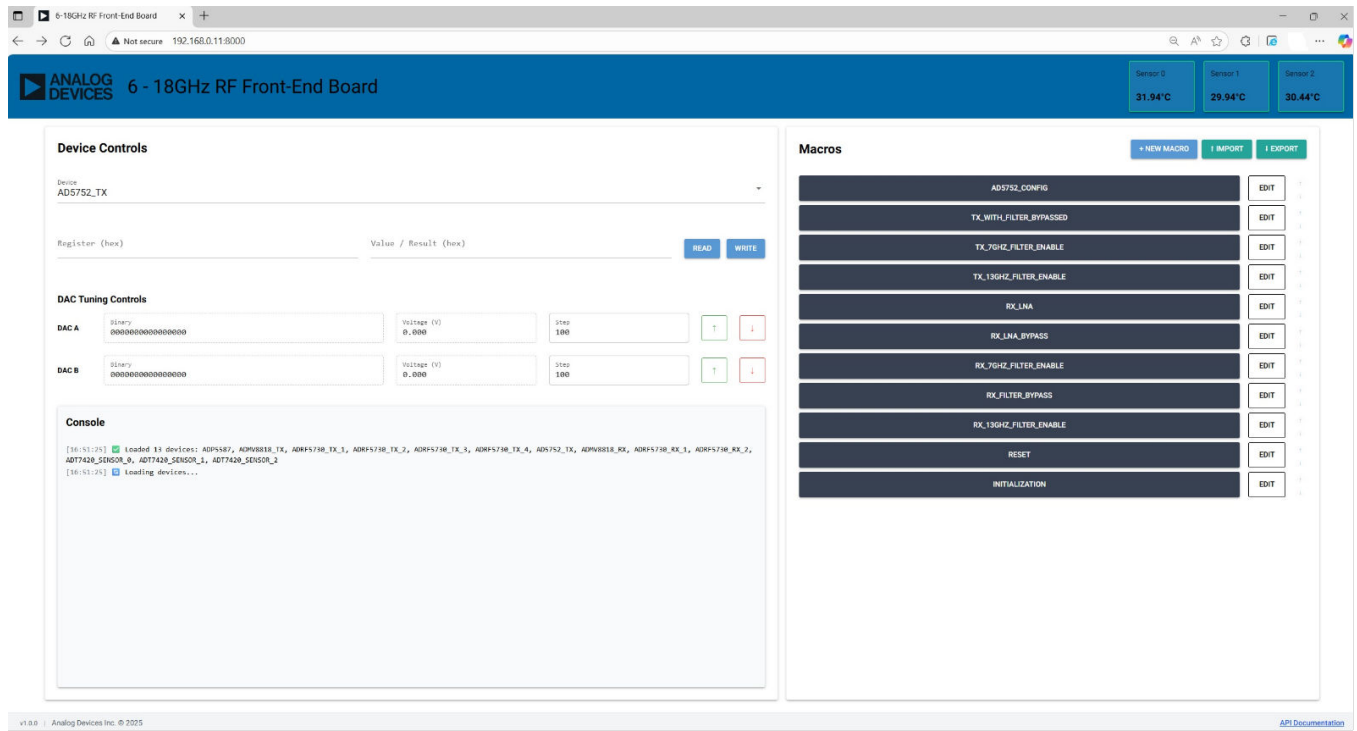 6-18GHz RF Front-End Board
Not secure 192.168.0.11:8000
ANALOG DEVICES
6 - 18GHz RF Front-End Board
Sensor 0
31.94°C
Sensor 1
29.94°C
Sensor 2
30.44°C
Device Controls
Device
AD5752_TX
Register (hex)
Value / Result (hex)
READ
WRITE
DAC Tuning Controls
DAC A
Binary
0000000000000000
Voltage (V)
0.000
Step
100
DAC B
Binary
0000000000000000
Voltage (V)
0.000
Step
100
Console
[16:51:25] ✅ Loaded 13 devices: ADP5587, ADMV8818_TX, ADRF5730_TX_1, ADRF5730_TX_2, ADRF5730_TX_3, ADRF5730_TX_4, AD5752_TX, ADMV8818_RX, ADRF5730_RX_1, ADRF5730_RX_2,
ADT7420_SENSOR_0, ADT7420_SENSOR_1, ADT7420_SENSOR_2
[16:51:25] 🔄 Loading devices...
Macros
+ NEW MACRO
↑ IMPORT
↓ EXPORT
AD5752_CONFIG
EDIT
TX_WITH_FILTER_BYPASSED
EDIT
TX_7GHZ_FILTER_ENABLE
EDIT
TX_13GHZ_FILTER_ENABLE
EDIT
RX_LNA
EDIT
RX_LNA_BYPASS
EDIT
RX_7GHZ_FILTER_ENABLE
EDIT
RX_FILTER_BYPASS
EDIT
RX_13GHZ_FILTER_ENABLE
EDIT
RESET
EDIT
INITIALIZATION
EDIT
v1.0.0 | Analog Devices Inc. © 2025
API Documentation